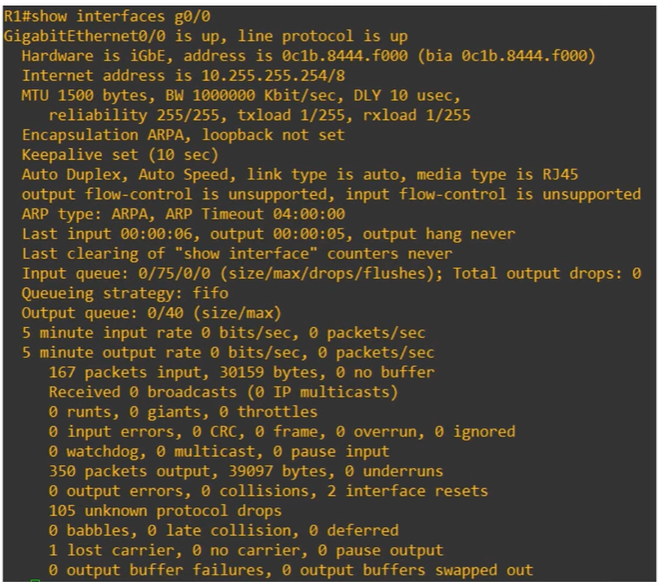 R1#show interfaces g0/0
GigabitEthernet0/0 is up, line protocol is up
Hardware is iGbE, address is 0c1b.8444.f000 (bia 0c1b.8444.f000)
Internet address is 10.255.255.254/8
MTU 1500 bytes, BW 1000000 Kbit/sec, DLY 10 usec,
reliability 255/255, txload 1/255, rxload 1/255
Encapsulation ARPA, loopback not set
Keepalive set (10 sec)
Auto Duplex, Auto Speed, link type is auto, media type is RJ45
output flow-control is unsupported, input flow-control is unsupported
ARP type: ARPA, ARP Timeout 04:00:00
Last input 00:00:06, output 00:00:05, output hang never
Last clearing of "show interface" counters never
Input queue: 0/75/0/0 (size/max/drops/flushes); Total output drops: 0
Queueing strategy: fifo
Output queue: 0/40 (size/max)
5 minute input rate 0 bits/sec, 0 packets/sec
5 minute output rate 0 bits/sec, 0 packets/sec
167 packets input, 30159 bytes, 0 no buffer
Received 0 broadcasts (0 IP multicasts)
0 runts, 0 giants, 0 throttles
0 input errors, 0 CRC, 0 frame, 0 overrun, 0 ignored
0 watchdog, 0 multicast, 0 pause input
350 packets output, 39097 bytes, 0 underruns
0 output errors, 0 collisions, 2 interface resets
105 unknown protocol drops
0 babbles, 0 late collision, 0 deferred
1 lost carrier, 0 no carrier, 0 pause output
0 output buffer failures, 0 output buffers swapped out